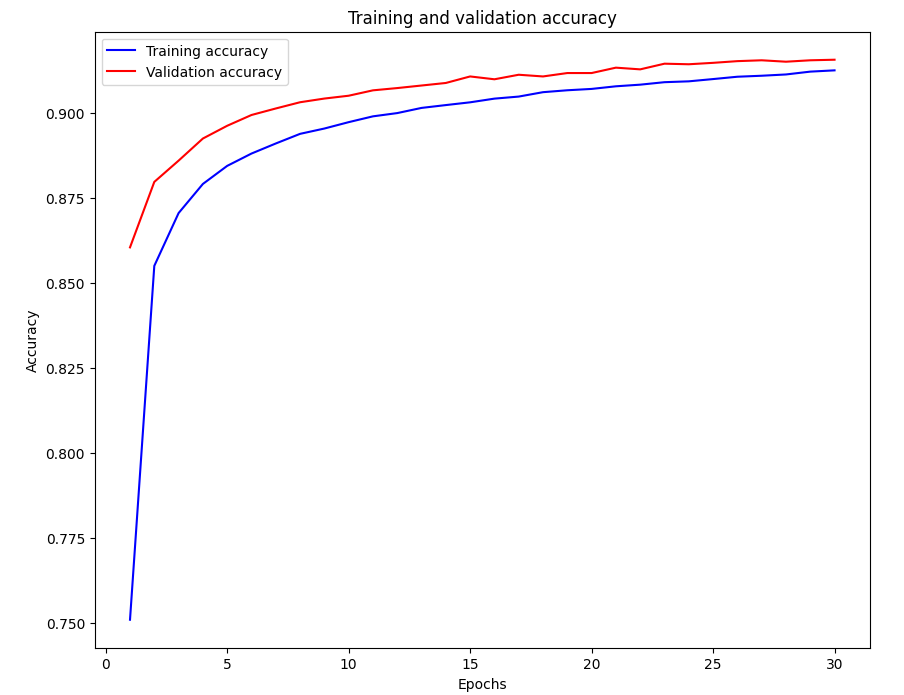 Training and validation accuracy
Training accuracy
Validation accuracy
0.900
0.875
0.850
0.825
0.800
0.775
0.750
Accuracy
0 5 10 15 20 25 30
Epochs